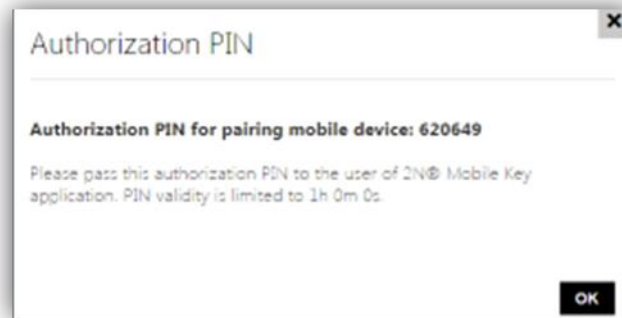 Authorization PIN
Authorization PIN for pairing mobile device: 620649
Please pass this authorization PIN to the user of 2N® Mobile Key
application. PIN validity is limited to 1h 0m 0s.
OK